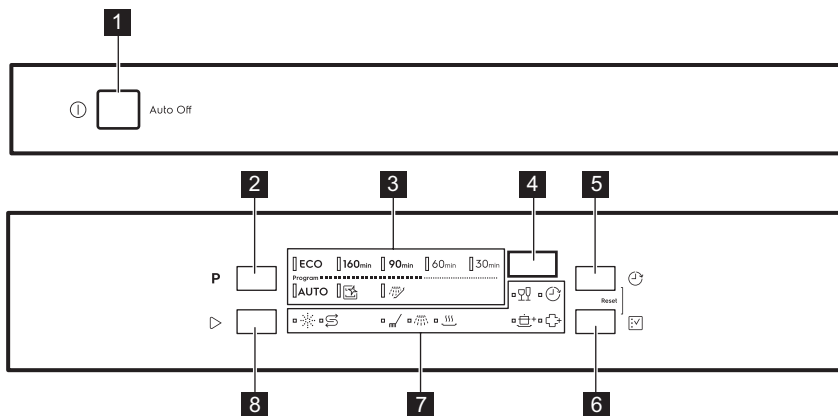 1
Auto Off
2 3 4 5
P
ECO 160min 90min 60min 30min
Program
AUTO
Reset
8 7 6